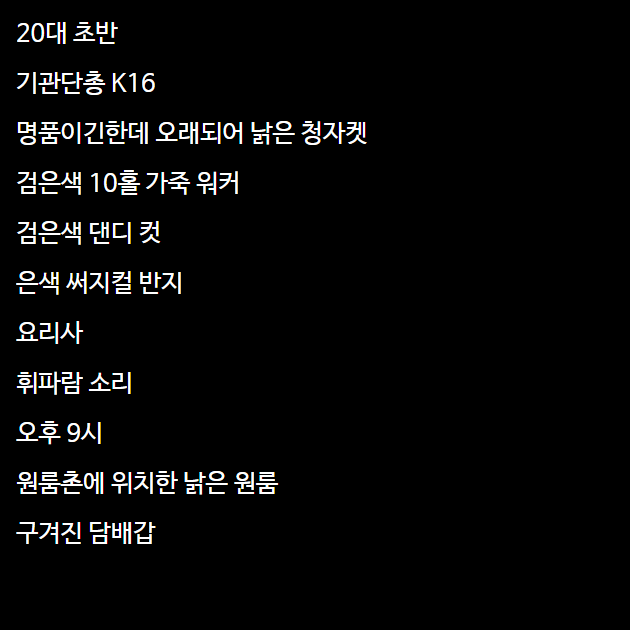 20대 초반
기관단총 K16
명품이긴한데 오래되어 낡은 청자켓
검은색 10홀 가죽 워커
검은색 댄디 컷
은색 써지컬 반지
요리사
휘파람 소리
오후 9시
원룸촌에 위치한 낡은 원룸
구겨진 담배갑